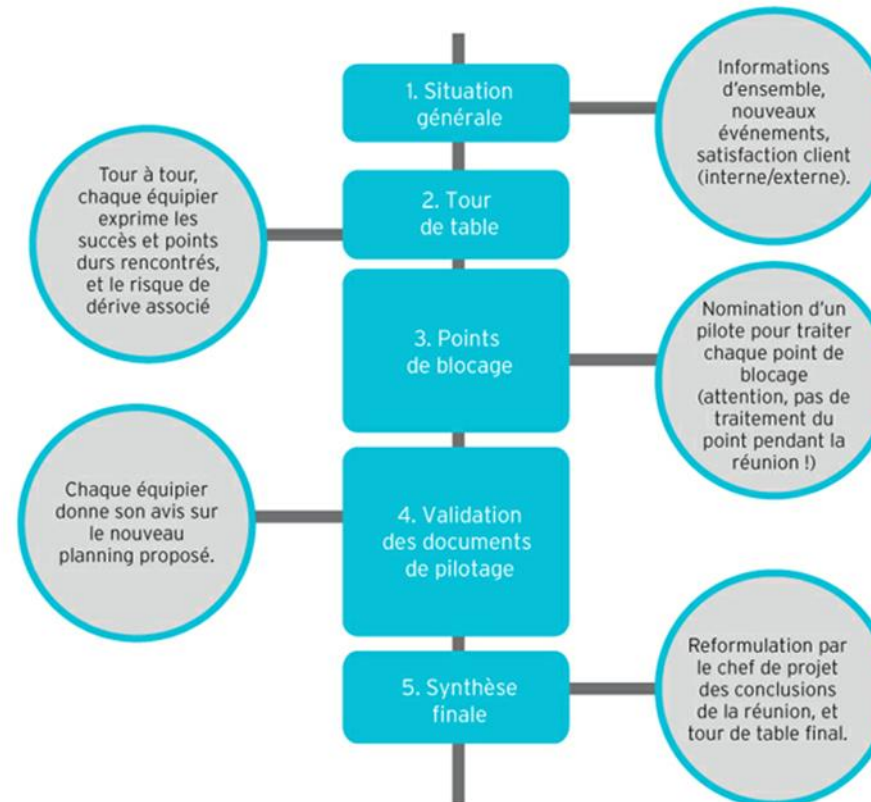 1. Situation
générale
Informations
d'ensemble,
nouveaux
événements,
satisfaction client
(interne/externe).
2. Tour
de table
Tour à tour,
chaque équipier
exprime les
succès et points
durs rencontrés,
et le risque de
dérive associé
3. Points
de blocage
Nomination d'un
pilote pour traiter
chaque point de
blocage
(attention, pas de
traitement du
point pendant la
réunion !)
4. Validation
des documents
de pilotage
Chaque équipier
donne son avis sur
le nouveau
planning proposé.
5. Synthèse
finale
Reformulation par
le chef de projet
des conclusions
de la réunion, et
tour de table final.